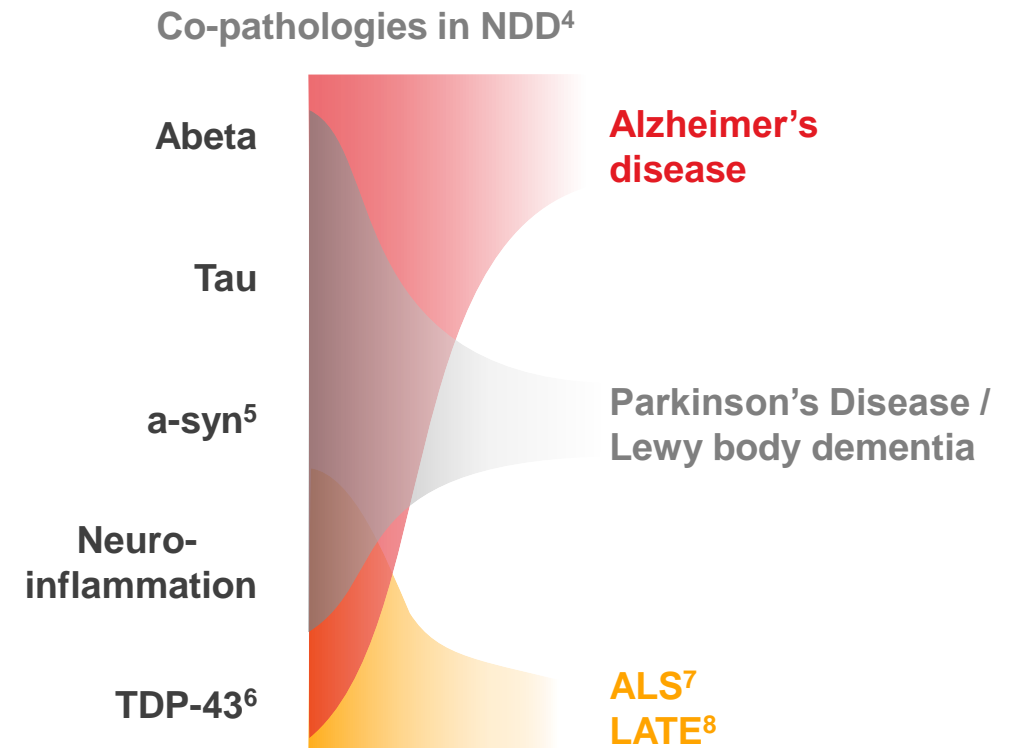 Co-pathologies in NDD⁴
Abeta
Tau
a-syn⁵
Neuro-
inflammation
TDP-43⁶
Alzheimer’s
disease
Parkinson’s Disease /
Lewy body dementia
ALS⁷
LATE⁸